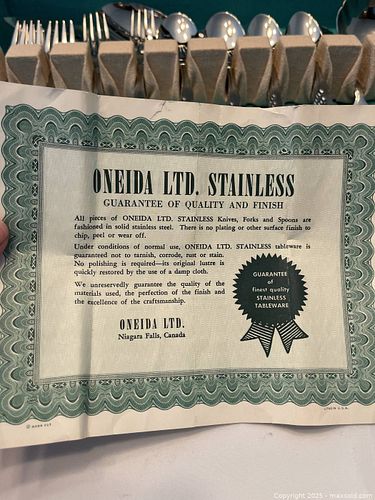 ONEIDA LTD. STAINLESS
GUARANTEE OF QUALITY AND FINISH
All pieces of ONEIDA LTD. STAINLESS Knives, Forks and Spoons are
fashioned in solid stainless steel. There is no plating or other surface finish to
chip, peel or wear off.
Under conditions of normal use, ONEIDA LTD. STAINLESS tableware is
guaranteed not to tarnish, corrode, rust or stain.
No polishing is required—its original lustre is
quickly restored by the use of a damp cloth.
We unreservedly guarantee the quality of the
materials used, the perfection of the finish and
the excellence of the craftsmanship.
GUARANTEE
of
finest quality
STAINLESS
TABLEWARE
ONEIDA LTD.
Niagara Falls, Canada
LITHO IN U.S.A.
Copyright 2025 - maxsold.com